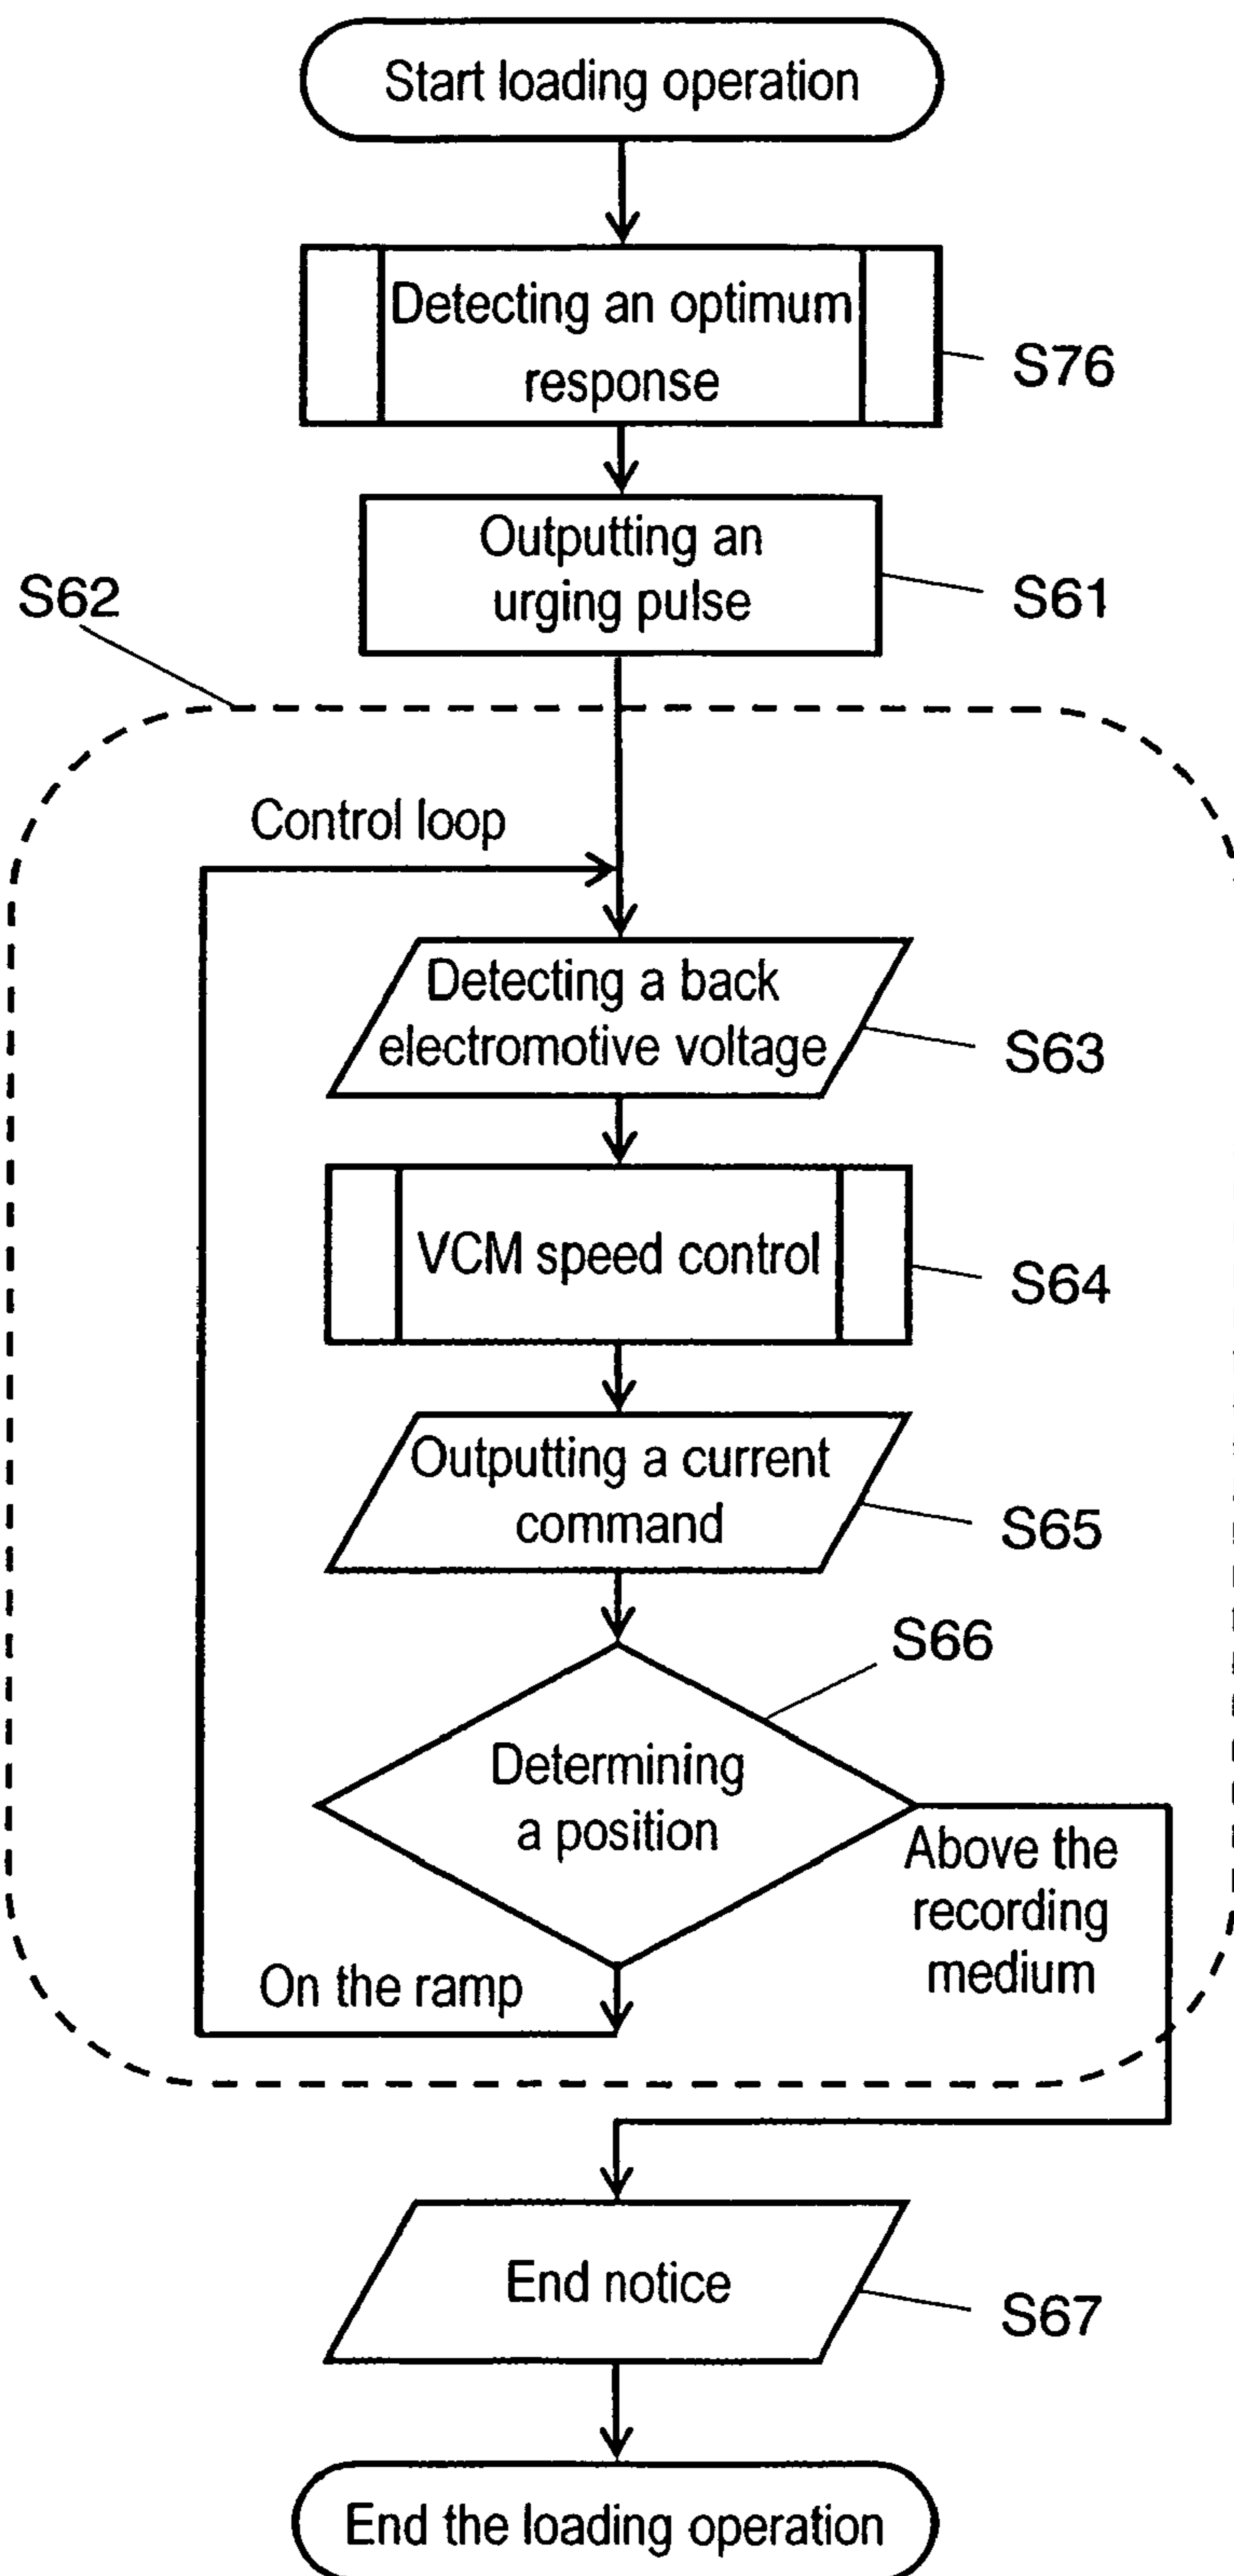 Start loading operation
Detecting an optimum
response
S76
Outputting an
urging pulse
S61
S62
Control loop
Detecting a back
electromotive voltage
S63
VCM speed control
S64
Outputting a current
command
S65
S66
Determining
a position
Above the
recording
medium
On the ramp
End notice
S67
End the loading operation